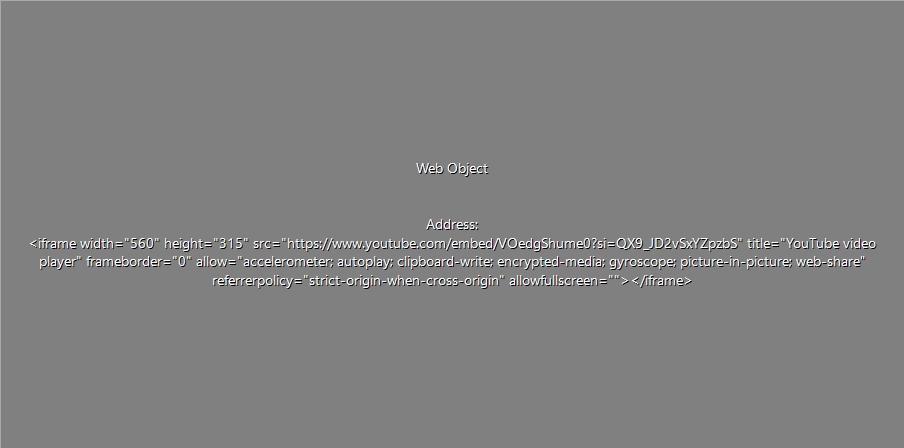 Web Object
Address:
<iframe width="560" height="315" src="https://www.youtube.com/embed/VOedgShume0?si=QX9_JD2vSxYZpzbS" title="YouTube video
player" frameborder="0" allow="accelerometer; autoplay; clipboard-write; encrypted-media; gyroscope; picture-in-picture; web-share"
referrerpolicy="strict-origin-when-cross-origin" allowfullscreen=""></iframe>